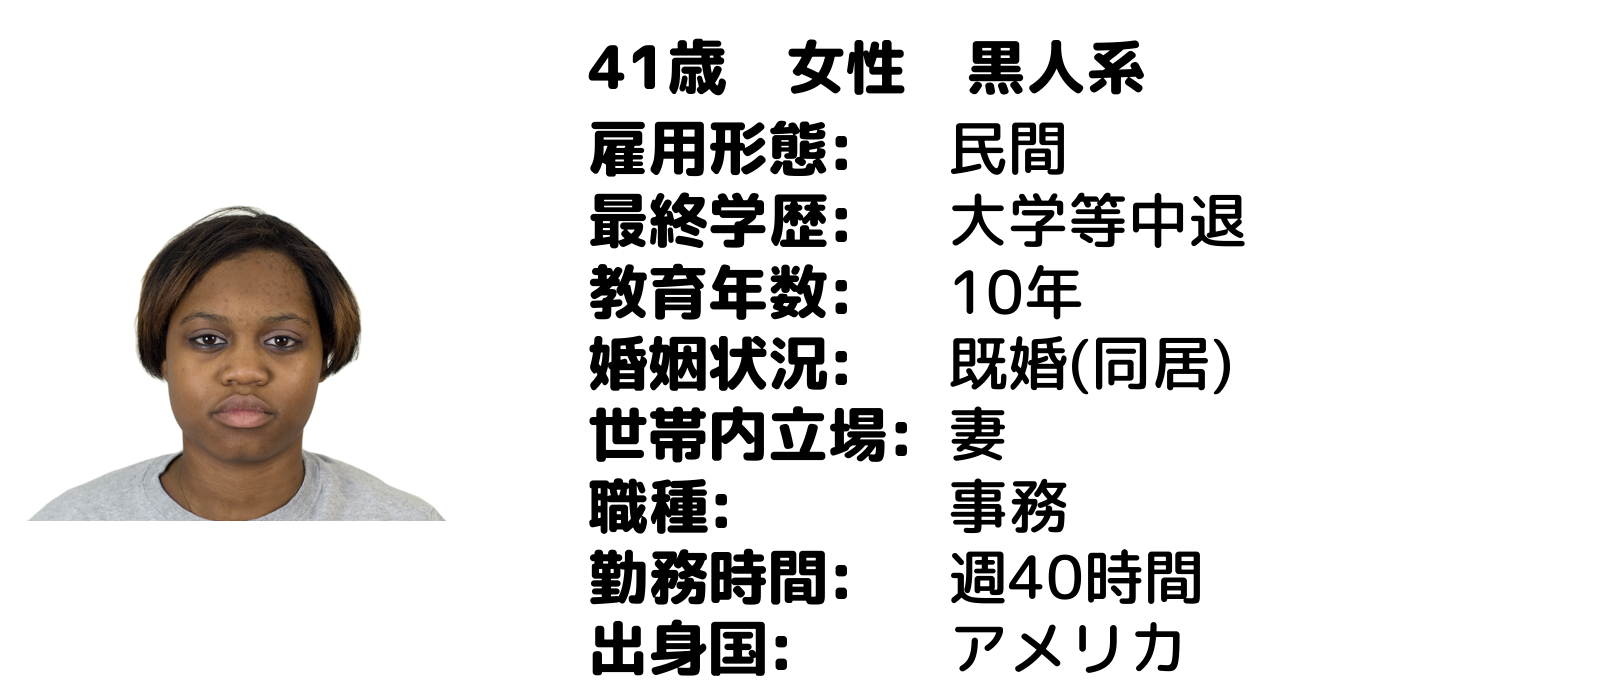 41歳　女性　黒人系
雇用形態:　民間
最終学歴:　大学等中退
教育年数:　10年
婚姻状況:　既婚(同居)
世帯内立場:　妻
職種:　事務
勤務時間:　週40時間
出身国:　アメリカ